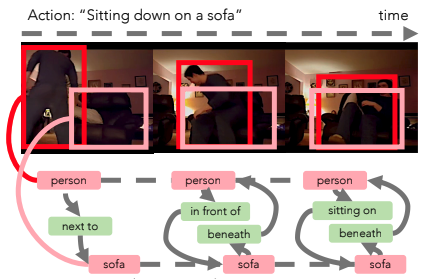 Action: “Sitting down on a sofa” time
person person person
next to in front of sitting on
beneath beneath
sofa sofa sofa